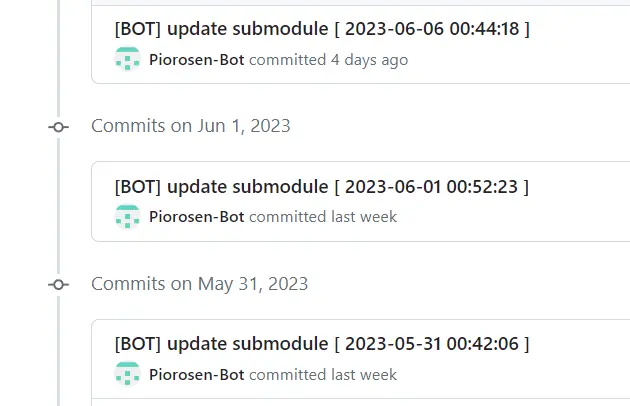 [BOT] update submodule [ 2023-06-06 00:44:18 ]
Piorosen-Bot committed 4 days ago
Commits on Jun 1, 2023
[BOT] update submodule [ 2023-06-01 00:52:23 ]
Piorosen-Bot committed last week
Commits on May 31, 2023
[BOT] update submodule [ 2023-05-31 00:42:06 ]
Piorosen-Bot committed last week